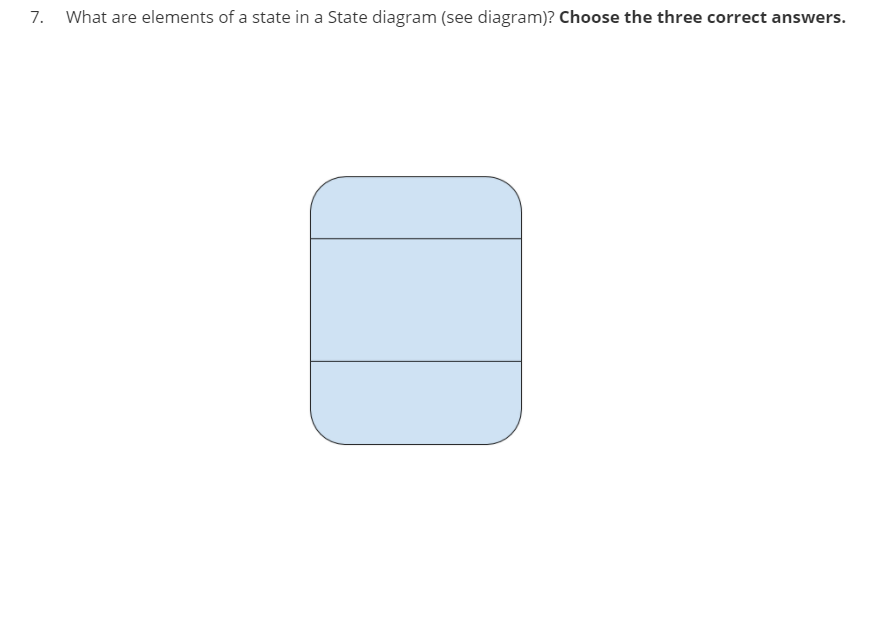 7. What are elements of a state in a State diagram (see diagram)? Choose the three correct answers.